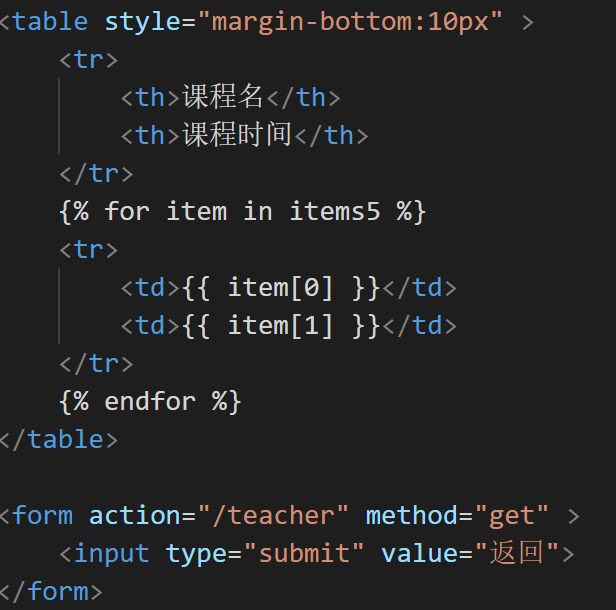 <table style="margin-bottom:10px" >
<tr>
<th>课程名</th>
<th>课程时间</th>
</tr>
{% for item in items5 %}
<tr>
<td>{{ item[0] }}</td>
<td>{{ item[1] }}</td>
</tr>
{% endfor %}
</table>
<form action="/teacher" method="get" >
<input type="submit" value="返回">
</form>